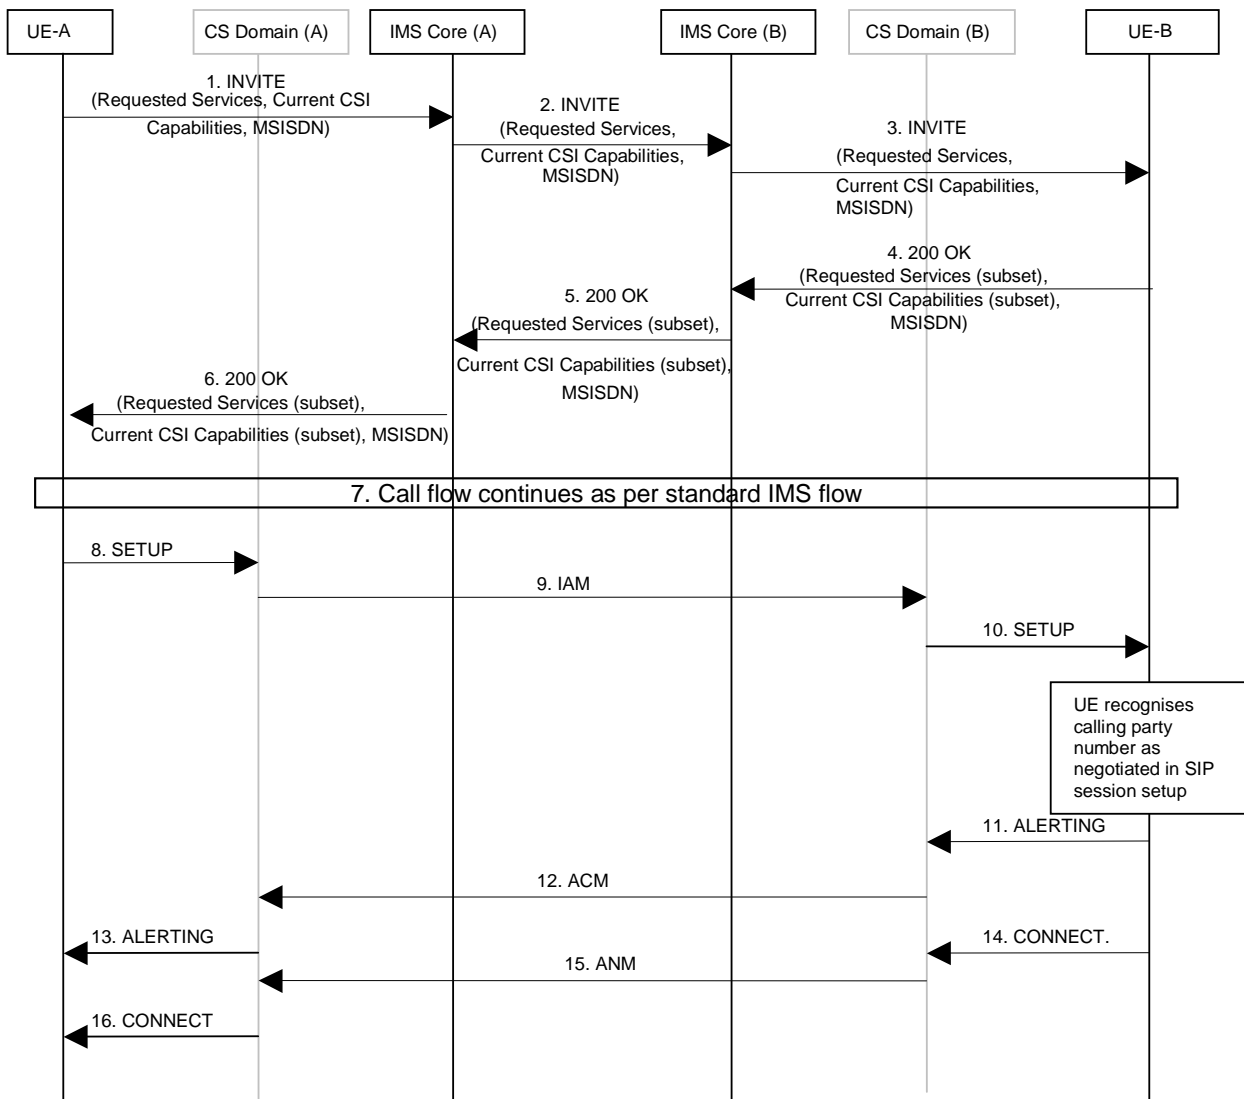 UE-A
CS Domain (A)
IMS Core (A)
IMS Core (B)
CS Domain (B)
UE-B
1. INVITE
(Requested Services, Current CSI
Capabilities, MSISDN)
2. INVITE
(Requested Services,
Current CSI Capabilities,
MSISDN)
3. INVITE
(Requested Services,
Current CSI Capabilities,
MSISDN)
4. 200 OK
(Requested Services (subset),
Current CSI Capabilities (subset),
MSISDN)
5. 200 OK
(Requested Services (subset),
Current CSI Capabilities (subset),
MSISDN)
6. 200 OK
(Requested Services (subset),
Current CSI Capabilities (subset), MSISDN)
7. Call flow continues as per standard IMS flow
8. SETUP
9. IAM
10. SETUP
UE recognises
calling party
number as
negotiated in SIP
session setup
11. ALERTING
12. ACM
13. ALERTING
14. CONNECT.
15. ANM
16. CONNECT